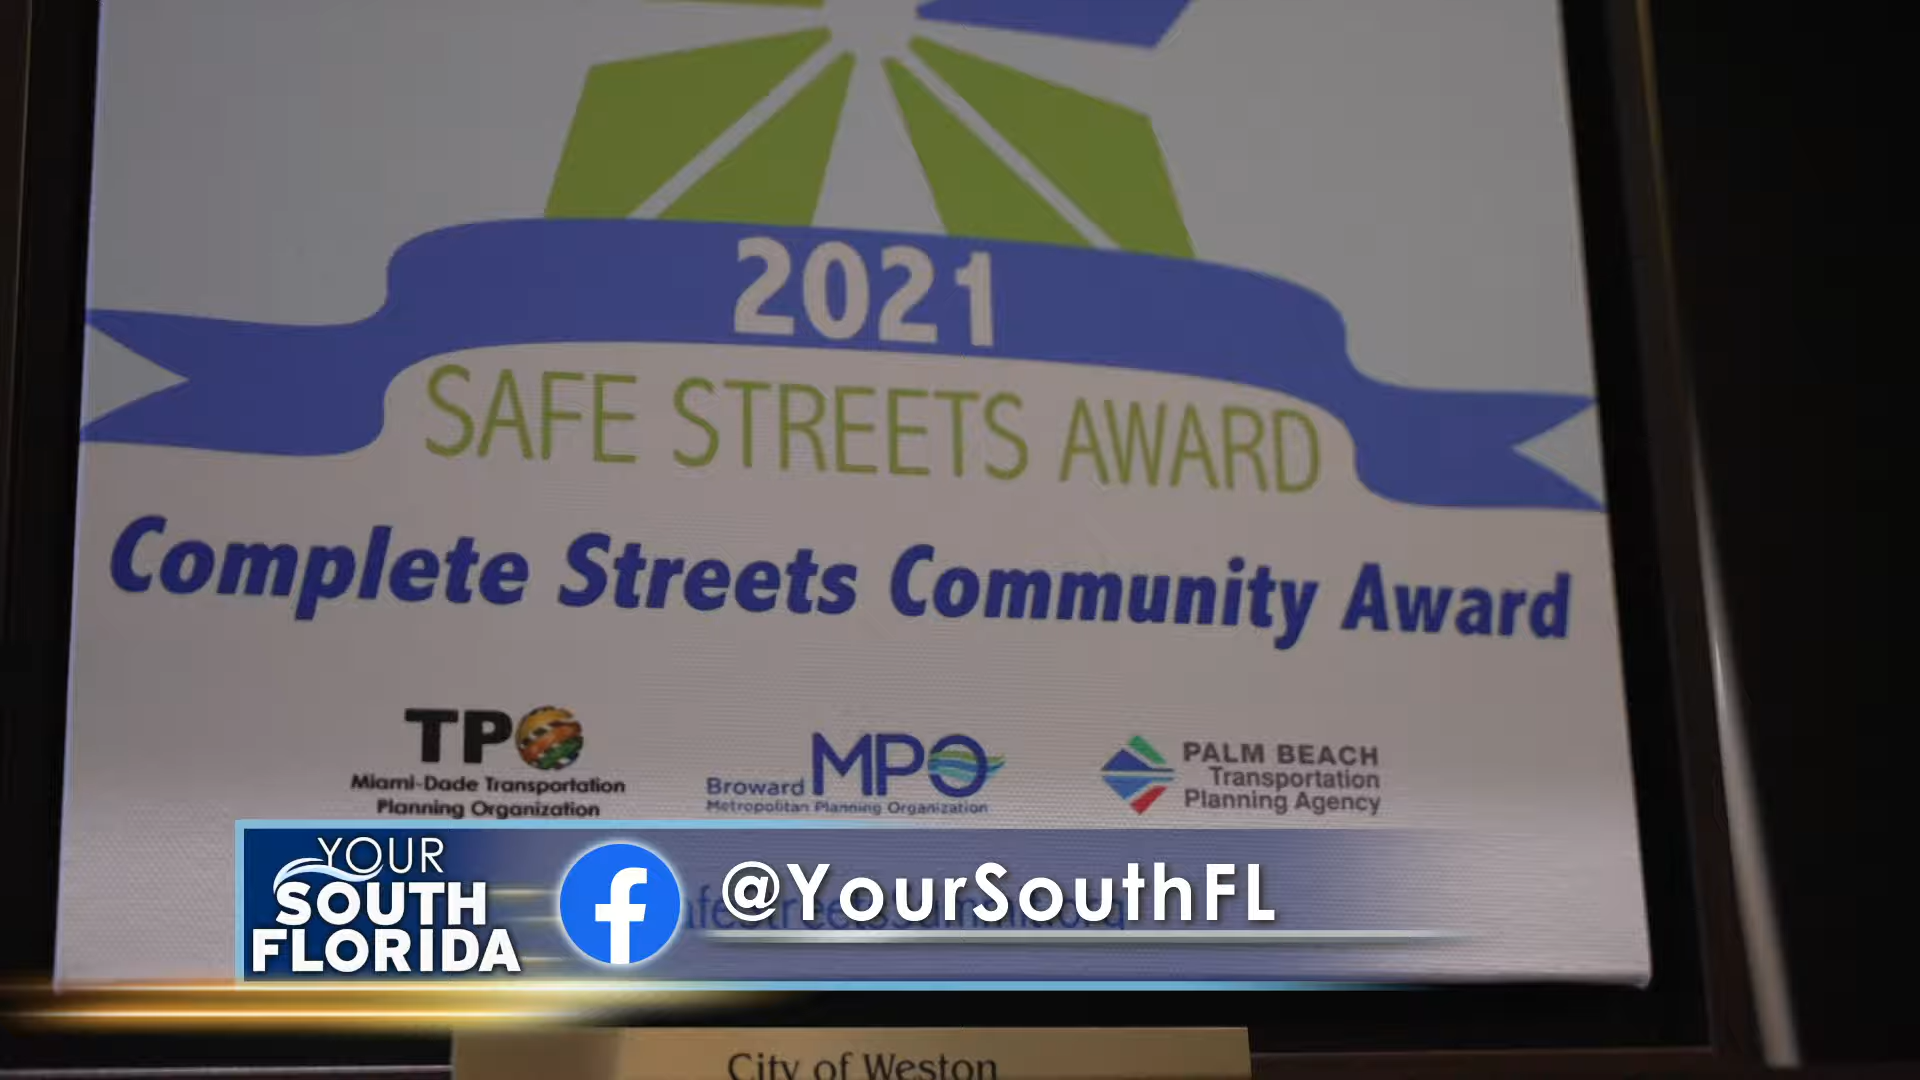 2021
SAFE STREETS AWARD
Complete Streets Community Award
TPO
Miami-Dade Transportation
Planning Organization
Broward MPO
Metropolitan Planning Organization
PALM BEACH
Transportation
Planning Agency
YOUR
SOUTH
FLORIDA
@YourSouthFL
City of Weston